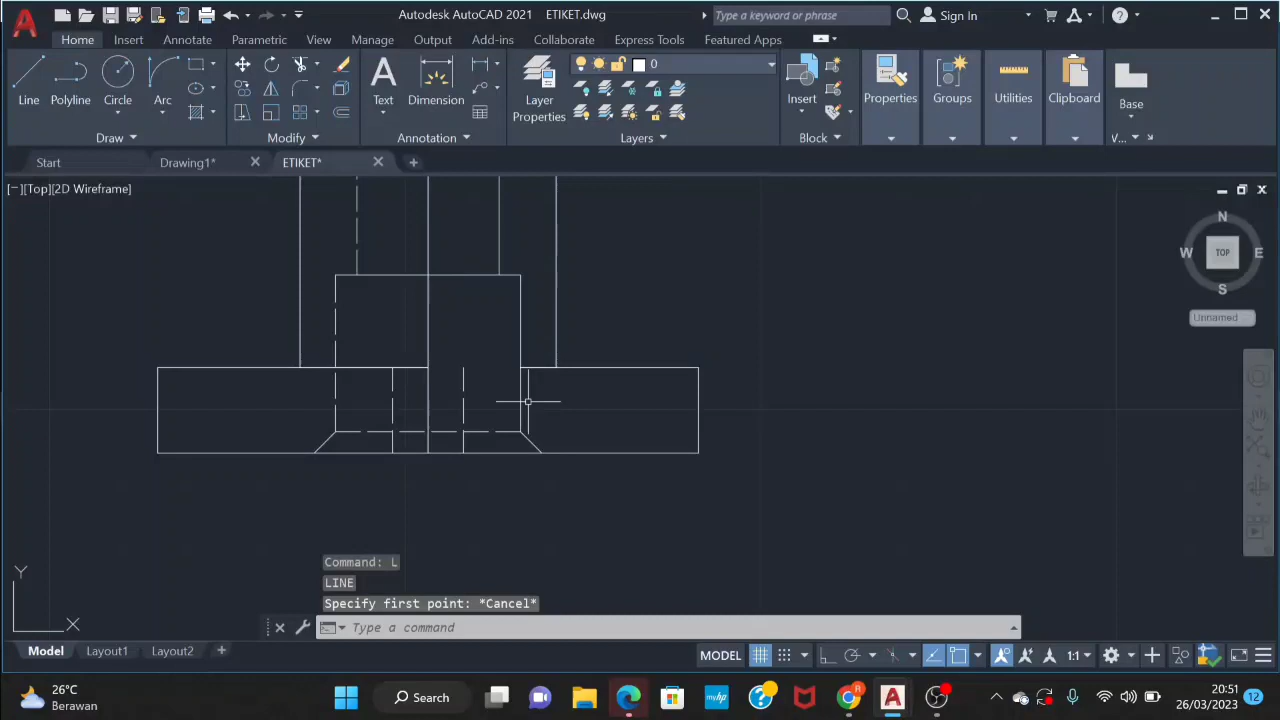 Autodesk AutoCAD 2021 ETIKET.dwg
Type a keyword or phrase
Sign In
Home Insert Annotate Parametric View Manage Output Add-ins Collaborate Express Tools Featured Apps
0
Line Polyline Circle Arc
Text Dimension
Layer Properties
Insert
Properties Groups Utilities Clipboard Base
Draw Modify Annotation Layers Block V...
Start Drawing1* ETIKET*
[−][Top][2D Wireframe]
N
W TOP E
S
Unnamed
Y
X
Command: L
LINE
Specify first point: *Cancel*
Type a command
Model Layout1 Layout2
MODEL 1:1
26°C
Berawan
Search
myhp
20:51
26/03/2023
12